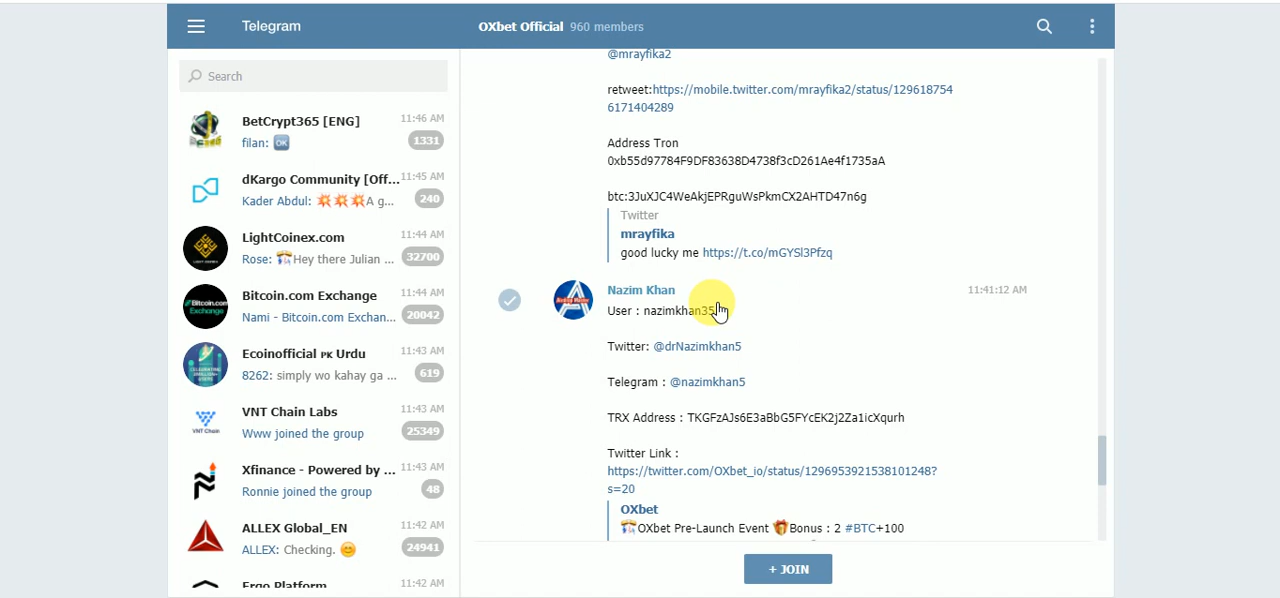 Telegram
OXbet Official 960 members
Search
BetCrypt365 [ENG] 11:46 AM
filan: 🆗 1331
dKargo Community [Off... 11:45 AM
Kader Abdul: 💥💥💥A g... 240
LightCoinex.com 11:44 AM
Rose: Hey there Julian ... 32700
Bitcoin.com Exchange 11:44 AM
Nami - Bitcoin.com Exchan... 20042
Ecoinofficial ᴘᴋ Urdu 11:43 AM
8262: simply wo kahay ga ... 619
VNT Chain Labs 11:43 AM
Www joined the group 25349
Xfinance - Powered by ... 11:43 AM
Ronnie joined the group 48
ALLEX Global_EN 11:42 AM
ALLEX: Checking. 😊 24941
Ergo Platform 11:42 AM
@mrayfika2
retweet:https://mobile.twitter.com/mrayfika2/status/129618754
6171404289
Address Tron
0xb55d97784F9DF83638D4738f3cD261Ae4f1735aA
btc:3JuXJC4WeAkjEPRguWsPkmCX2AHTD47n6g
Twitter
mrayfika
good lucky me https://t.co/mGYSl3Pfzq
Nazim Khan 11:41:12 AM
User : nazimkhan35
Twitter: @drNazimkhan5
Telegram : @nazimkhan5
TRX Address : TKGFzAJs6E3aBbG5FYcEK2j2Za1icXqurh
Twitter Link :
https://twitter.com/OXbet_io/status/1296953921538101248?
s=20
OXbet
OXbet Pre-Launch Event 🎁Bonus : 2 #BTC+100
+ JOIN